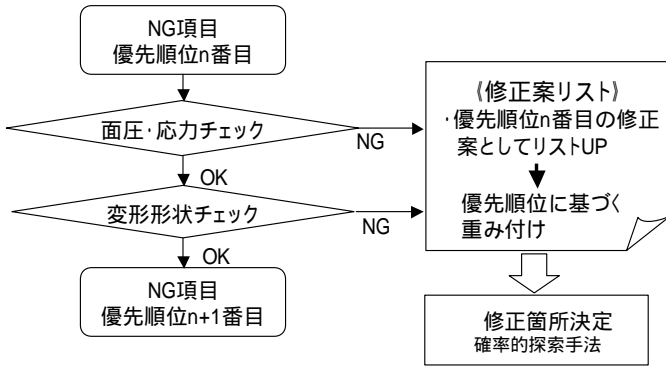 NG項目
優先順位n番目
面圧・応力チェック
NG
OK
変形形状チェック
NG
OK
NG項目
優先順位n+1番目
《修正案リスト》
・優先順位n番目の修正
案としてリストUP
優先順位に基づく
重み付け
修正箇所決定
確率的探索手法